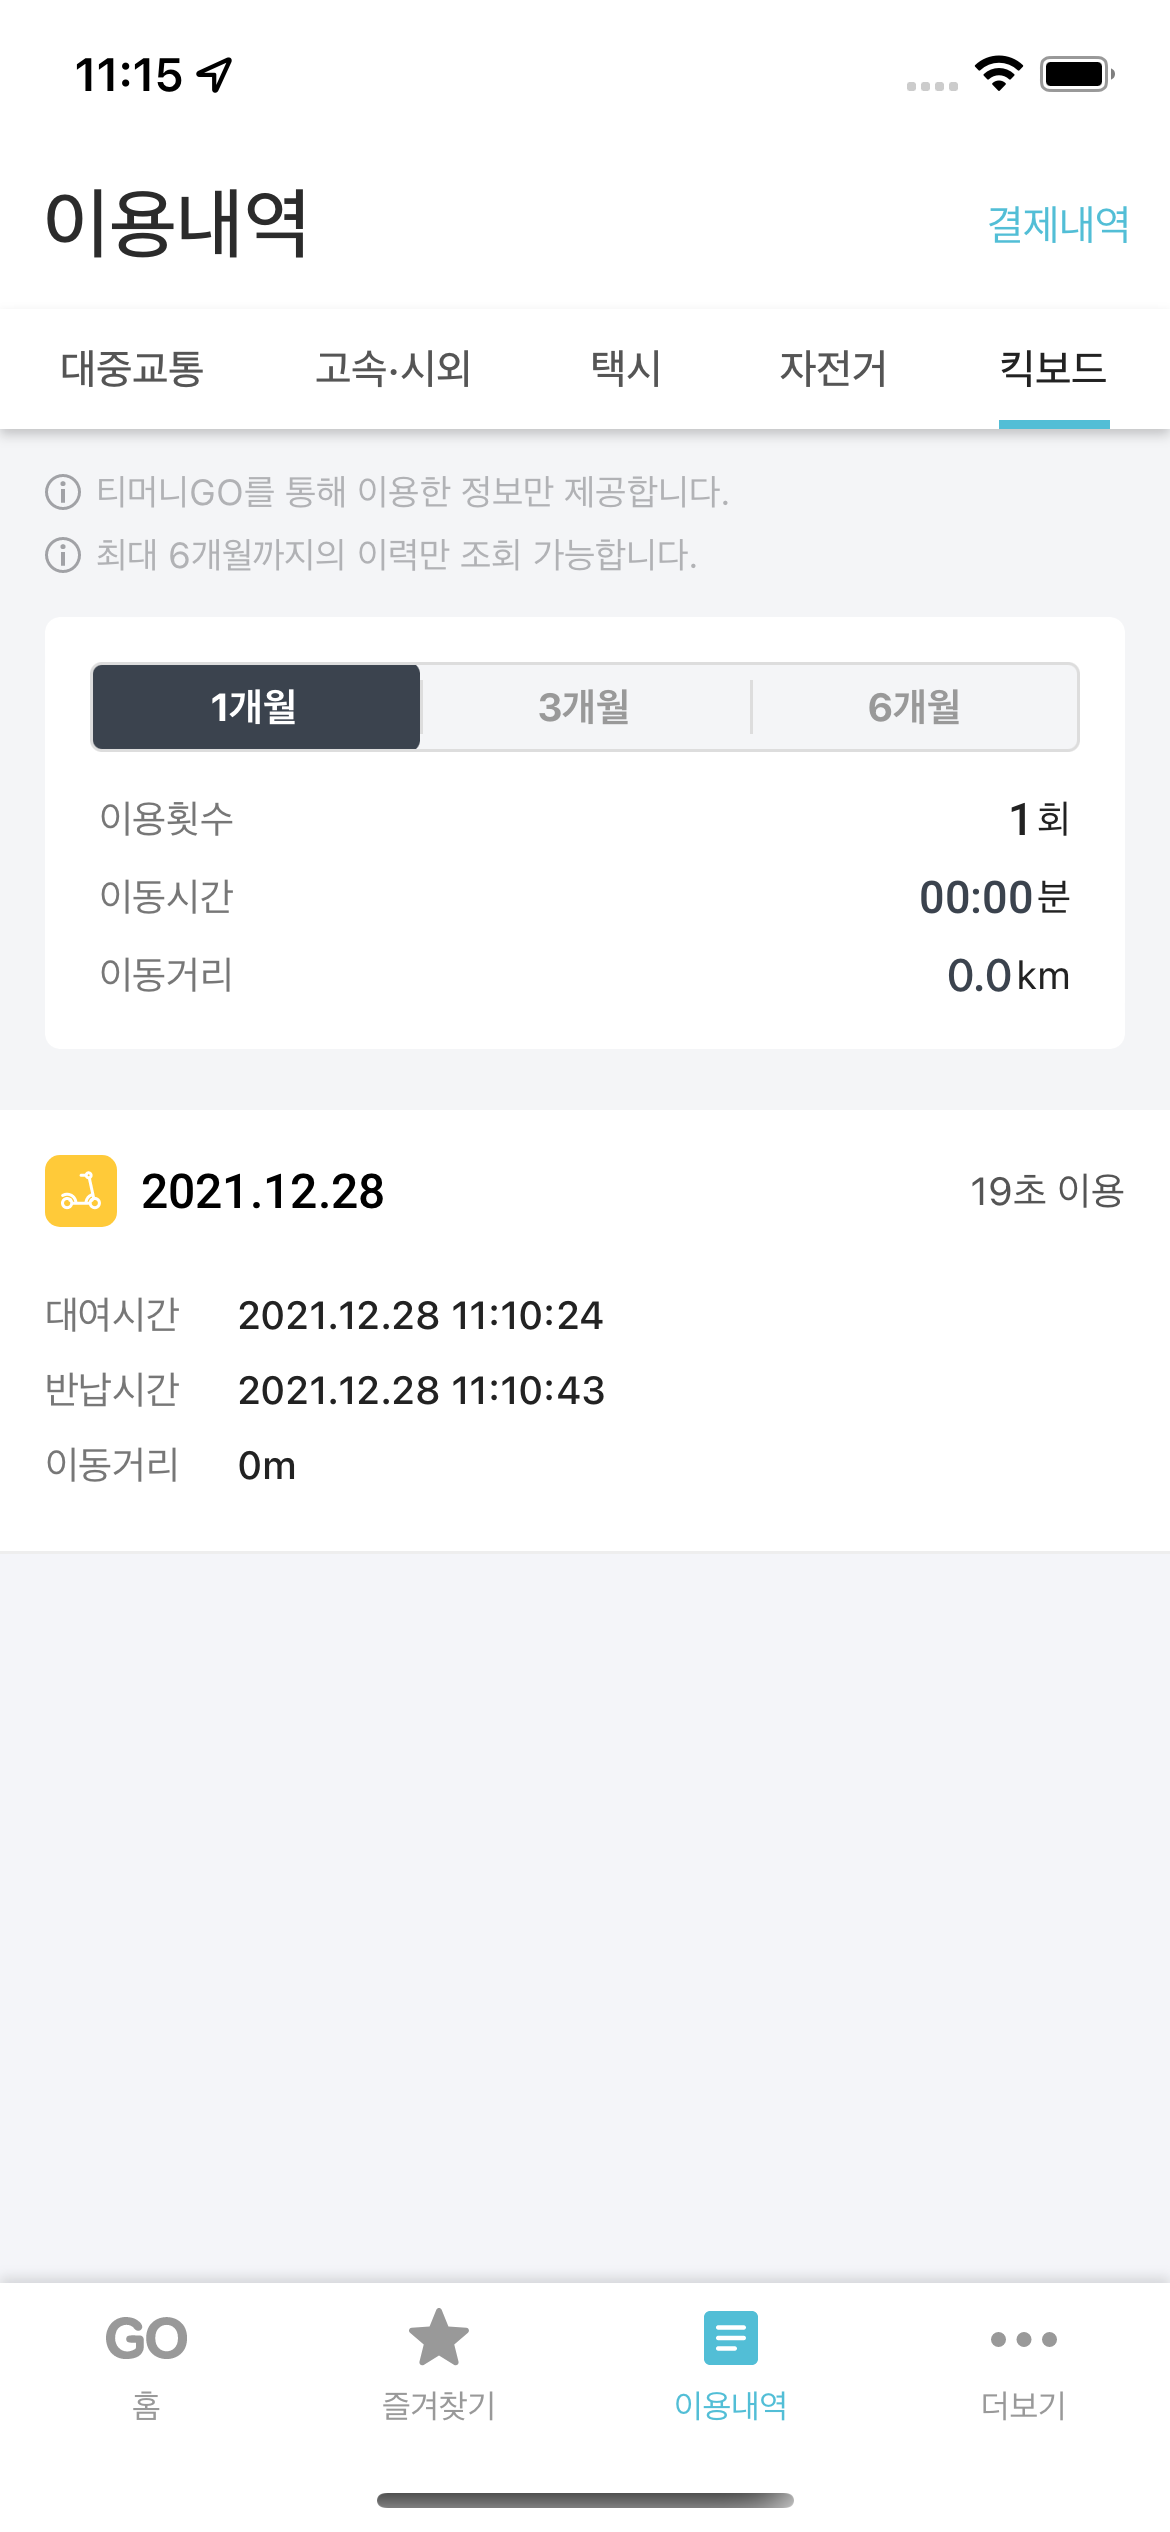 11:15
이용내역
결제내역
대중교통 고속·시외 택시 자전거 킥보드
티머니GO를 통해 이용한 정보만 제공합니다.
최대 6개월까지의 이력만 조회 가능합니다.
1개월 3개월 6개월
이용횟수 1회
이동시간 00:00분
이동거리 0.0km
2021.12.28 19초 이용
대여시간 2021.12.28 11:10:24
반납시간 2021.12.28 11:10:43
이동거리 0m
GO
홈 즐겨찾기 이용내역 더보기